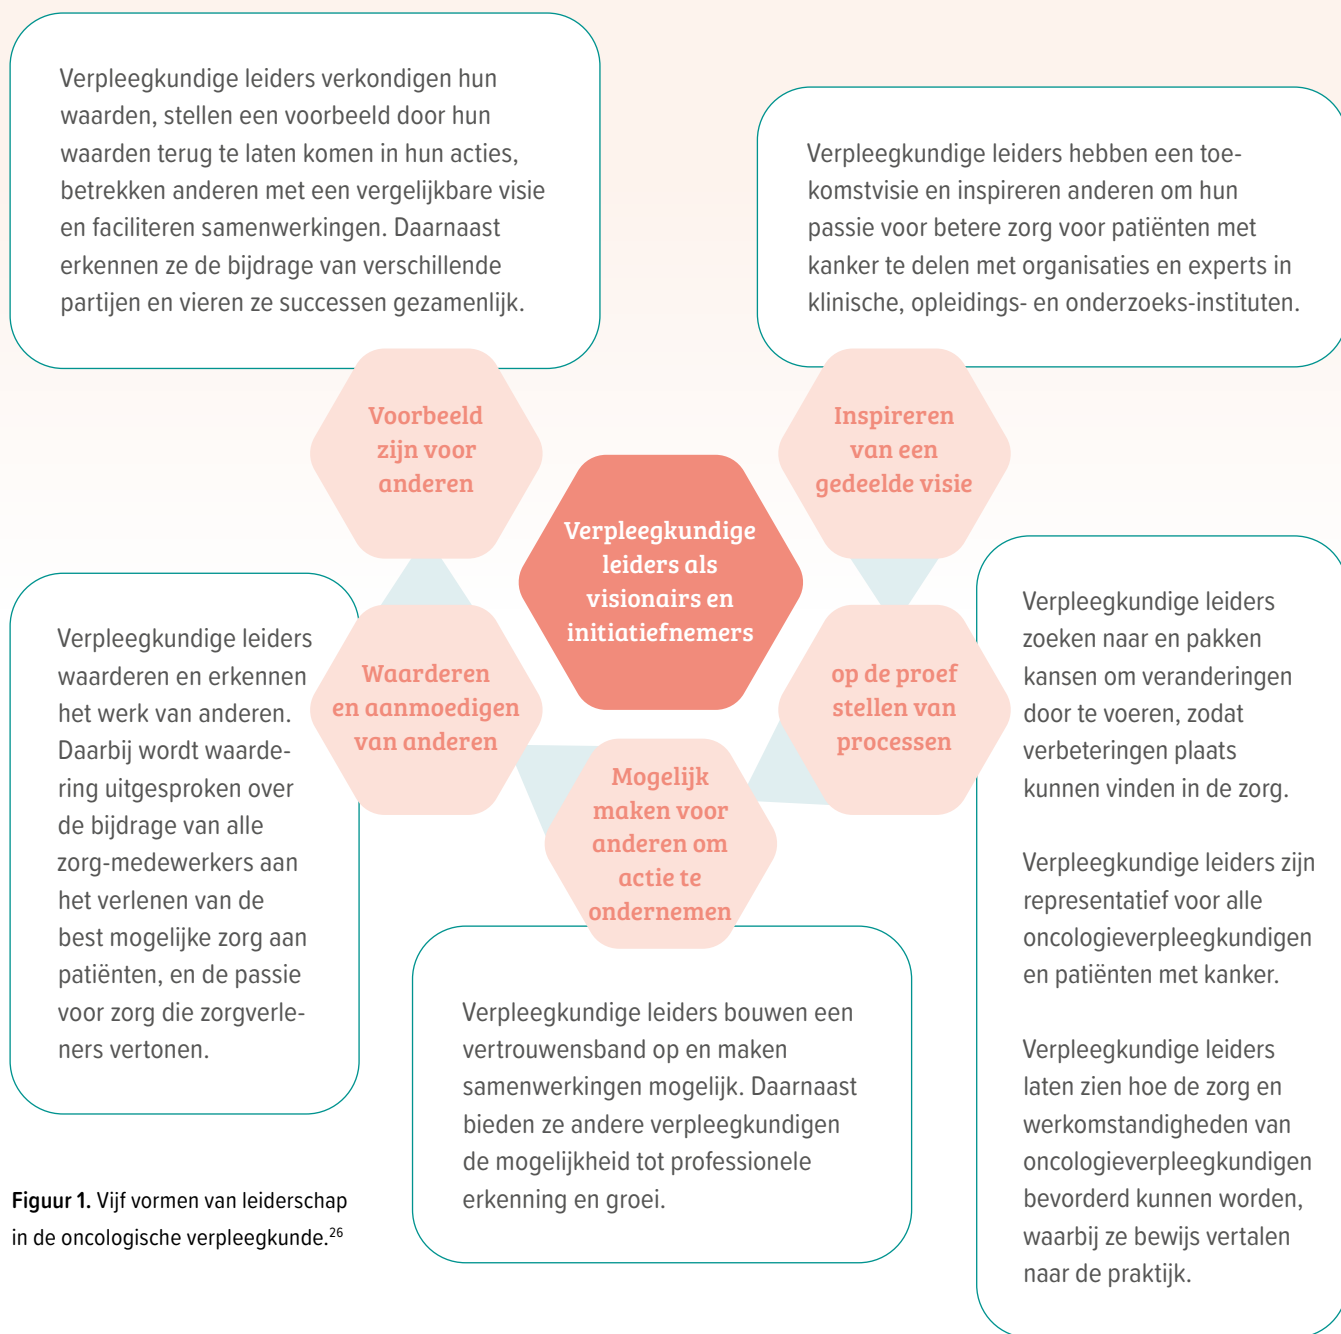 Verpleegkundige leiders verkondigen hun
waarden, stellen een voorbeeld door hun
waarden terug te laten komen in hun acties,
betrekken anderen met een vergelijkbare visie
en faciliteren samenwerkingen. Daarnaast
erkennen ze de bijdrage van verschillende
partijen en vieren ze successen gezamenlijk.
Verpleegkundige leiders hebben een toe-
komstvisie en inspireren anderen om hun
passie voor betere zorg voor patiënten met
kanker te delen met organisaties en experts in
klinische, opleidings- en onderzoeks-instituten.
Voorbeeld
zijn voor
anderen
Inspireren
van een
gedeelde visie
Verpleegkundige
leiders als
visionairs en
initiatiefnemers
Waarderen
en aanmoedigen
van anderen
op de proef
stellen van
processen
Mogelijk
maken voor
anderen om
actie te
ondernemen
Verpleegkundige leiders
waarderen en erkennen
het werk van anderen.
Daarbij wordt waarde-
ring uitgesproken over
de bijdrage van alle
zorg-medewerkers aan
het verlenen van de
best mogelijke zorg aan
patiënten, en de passie
voor zorg die zorgverle-
ners vertonen.
Verpleegkundige leiders bouwen een
vertrouwensband op en maken
samenwerkingen mogelijk. Daarnaast
bieden ze andere verpleegkundigen
de mogelijkheid tot professionele
erkenning en groei.
Verpleegkundige leiders
zoeken naar en pakken
kansen om veranderingen
door te voeren, zodat
verbeteringen plaats
kunnen vinden in de zorg.
Verpleegkundige leiders zijn
representatief voor alle
oncologieverpleegkundigen
en patiënten met kanker.
Verpleegkundige leiders
laten zien hoe de zorg en
werkomstandigheden van
oncologieverpleegkundigen
bevorderd kunnen worden,
waarbij ze bewijs vertalen
naar de praktijk.
Figuur 1. Vijf vormen van leiderschap
in de oncologische verpleegkunde.26